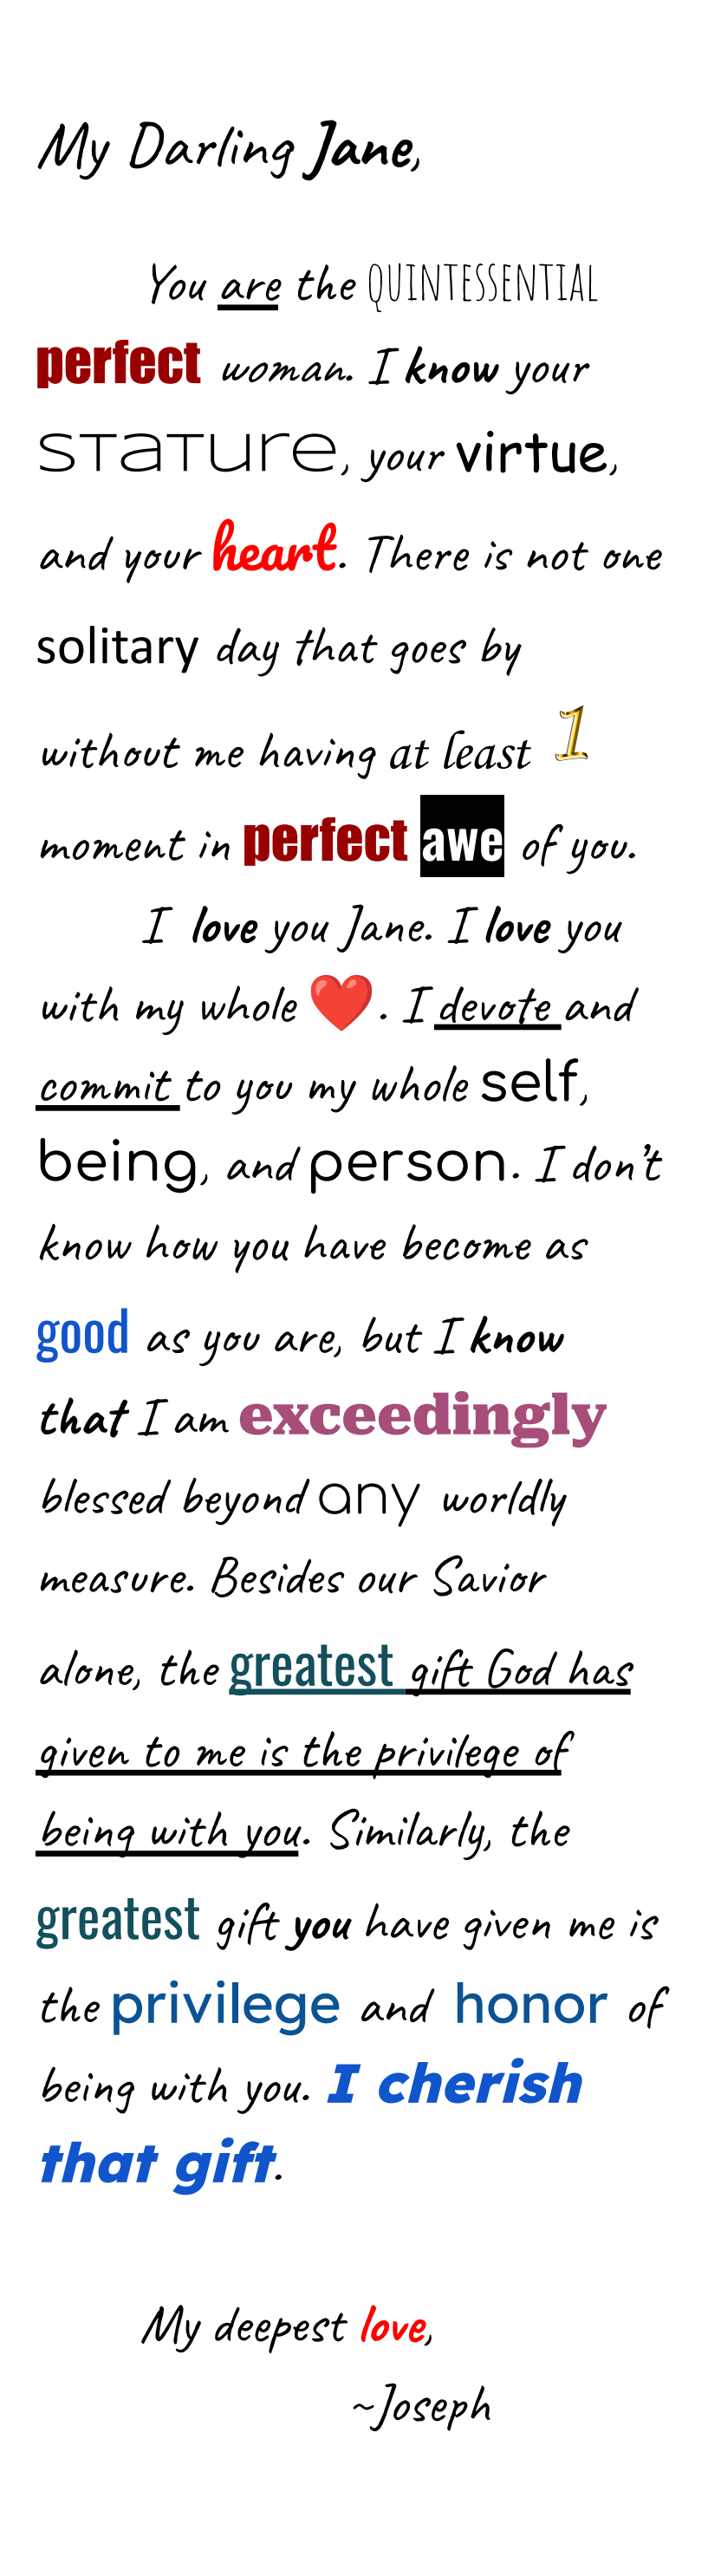 My Darling Jane,
You are the QUINTESSENTIAL
perfect woman. I know your
stature, your virtue,
and your heart. There is not one
solitary day that goes by
without me having at least 1
moment in perfect awe of you.
I love you Jane. I love you
with my whole ❤️. I devote and
commit to you my whole self,
being, and person. I don't
know how you have become as
good as you are, but I know
that I am exceedingly
blessed beyond any worldly
measure. Besides our Savior
alone, the greatest gift God has
given to me is the privilege of
being with you. Similarly, the
greatest gift you have given me is
the privilege and honor of
being with you. I cherish
that gift.
My deepest love,
~Joseph